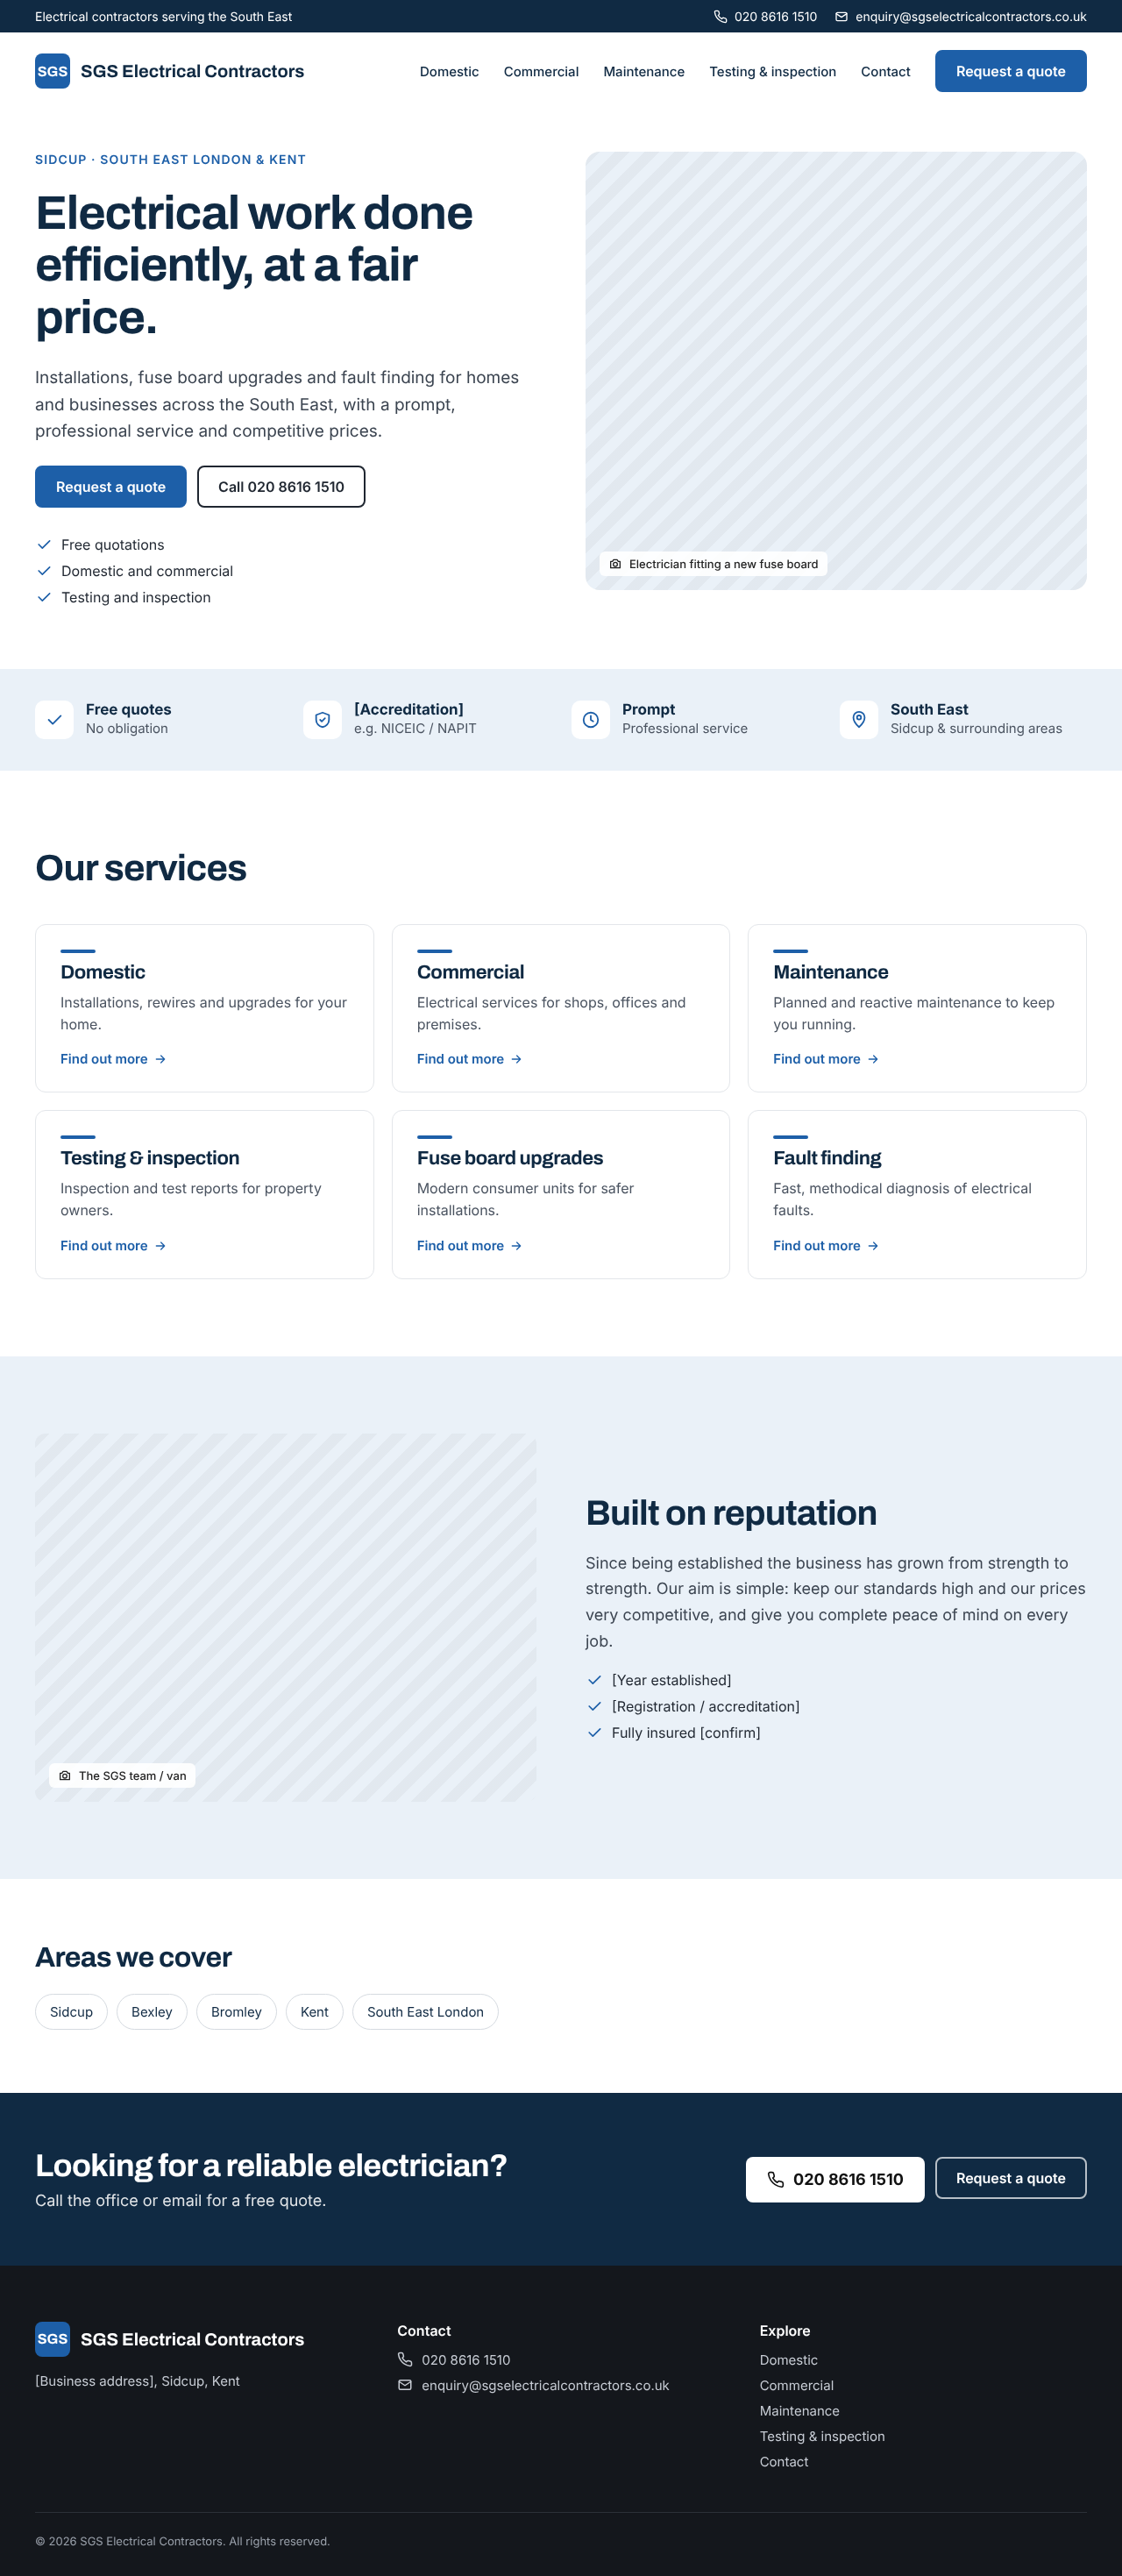 Electrical contractors serving the South East
020 8616 1510
enquiry@sgselectricalcontractors.co.uk
SGS
SGS Electrical Contractors
Domestic
Commercial
Maintenance
Testing & inspection
Contact
Request a quote
SIDCUP · SOUTH EAST LONDON & KENT
Electrical work done
efficiently, at a fair
price.
Installations, fuse board upgrades and fault finding for homes
and businesses across the South East, with a prompt,
professional service and competitive prices.
Request a quote
Call 020 8616 1510
Free quotations
Domestic and commercial
Testing and inspection
Electrician fitting a new fuse board
Free quotes
No obligation
[Accreditation]
e.g. NICEIC / NAPIT
Prompt
Professional service
South East
Sidcup & surrounding areas
Our services
Domestic
Installations, rewires and upgrades for your
home.
Find out more →
Commercial
Electrical services for shops, offices and
premises.
Find out more →
Maintenance
Planned and reactive maintenance to keep
you running.
Find out more →
Testing & inspection
Inspection and test reports for property
owners.
Find out more →
Fuse board upgrades
Modern consumer units for safer
installations.
Find out more →
Fault finding
Fast, methodical diagnosis of electrical
faults.
Find out more →
The SGS team / van
Built on reputation
Since being established the business has grown from strength to
strength. Our aim is simple: keep our standards high and our prices
very competitive, and give you complete peace of mind on every
job.
[Year established]
[Registration / accreditation]
Fully insured [confirm]
Areas we cover
Sidcup
Bexley
Bromley
Kent
South East London
Looking for a reliable electrician?
Call the office or email for a free quote.
020 8616 1510
Request a quote
SGS
SGS Electrical Contractors
[Business address], Sidcup, Kent
Contact
020 8616 1510
enquiry@sgselectricalcontractors.co.uk
Explore
Domestic
Commercial
Maintenance
Testing & inspection
Contact
© 2026 SGS Electrical Contractors. All rights reserved.